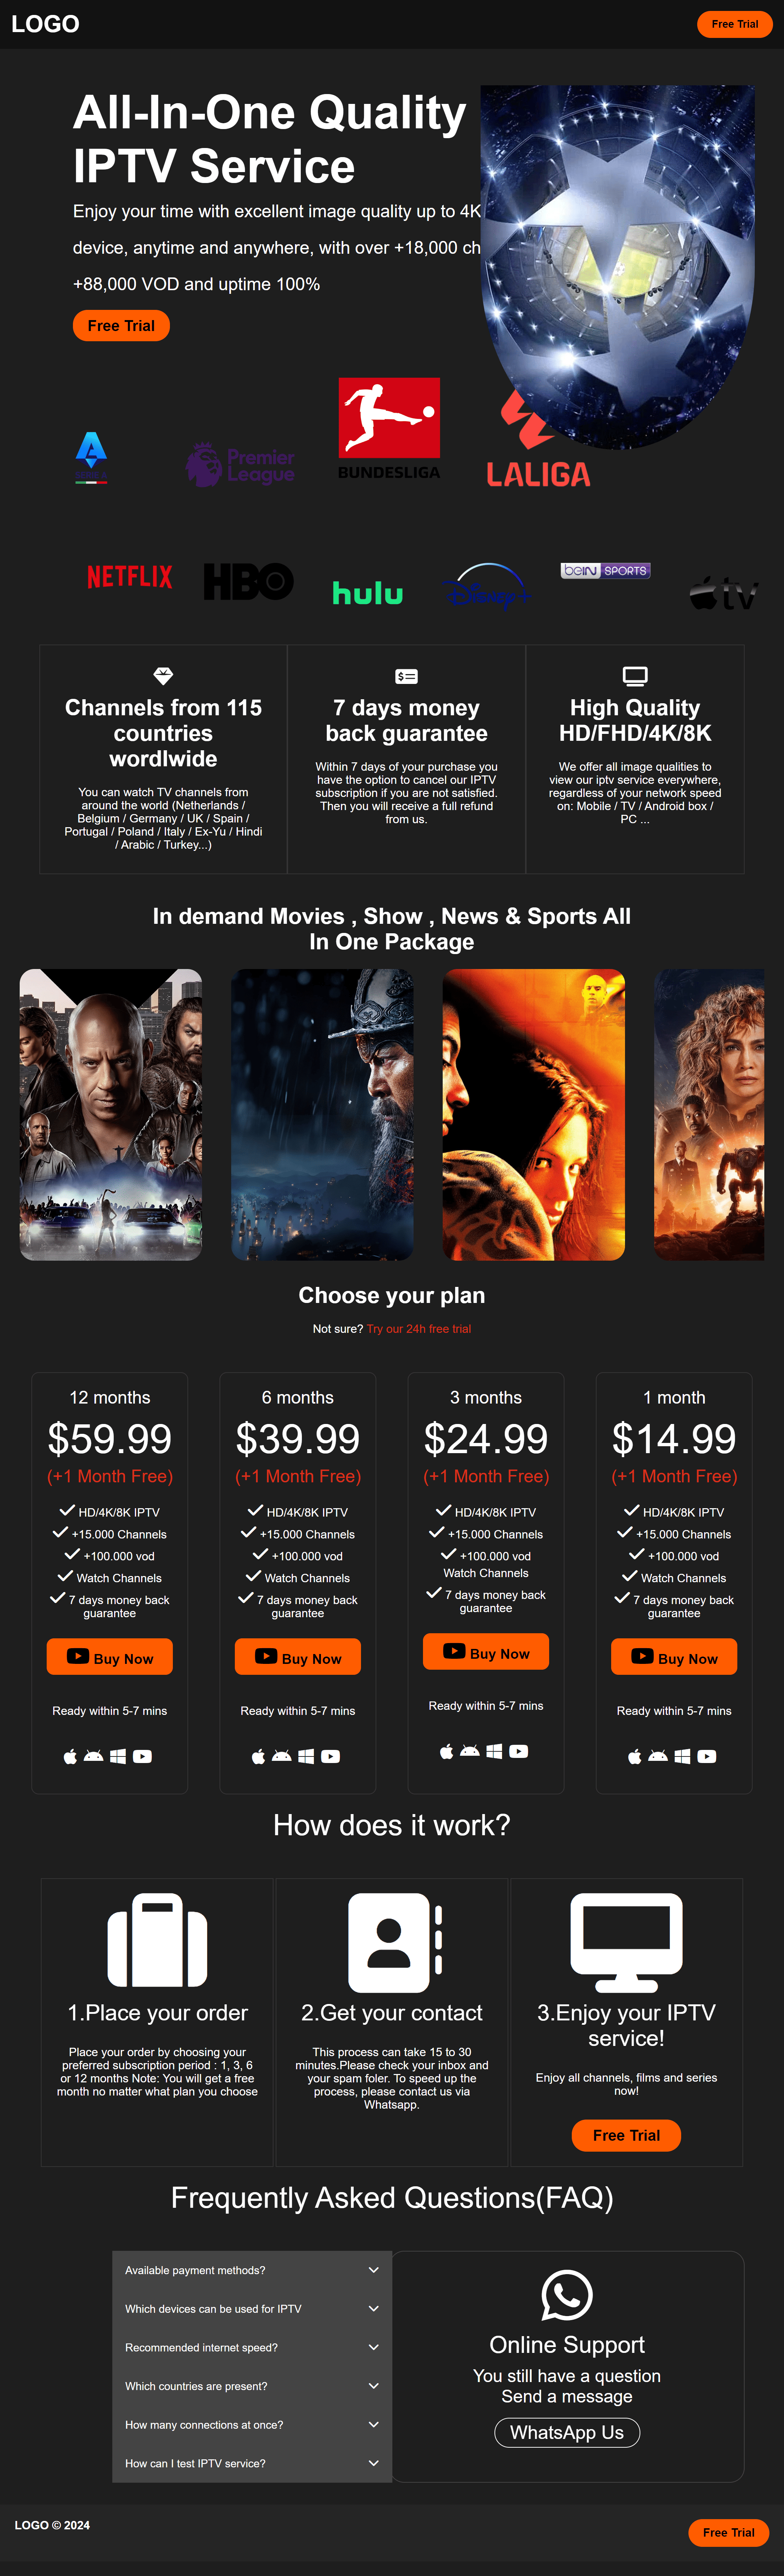 LOGO
Free Trial
All-In-One Quality
IPTV Service
Enjoy your time with excellent image quality up to 4K
device, anytime and anywhere, with over +18,000 ch
+88,000 VOD and uptime 100%
Free Trial
Premier
League
BUNDESLIGA
LALIGA
NETFLIX
HBO
hulu
Disney+
beIN SPORTS
tv
Channels from 115
countries
wordlwide
You can watch TV channels from
around the world (Netherlands /
Belgium / Germany / UK / Spain /
Portugal / Poland / Italy / Ex-Yu / Hindi
/ Arabic / Turkey...)
7 days money
back guarantee
Within 7 days of your purchase you
have the option to cancel our IPTV
subscription if you are not satisfied.
Then you will receive a full refund
from us.
High Quality
HD/FHD/4K/8K
We offer all image qualities to
view our iptv service everywhere,
regardless of your network speed
on: Mobile / TV / Android box /
PC ...
In demand Movies , Show , News & Sports All
In One Package
Choose your plan
Not sure? Try our 24h free trial
12 months
$59.99
(+1 Month Free)
HD/4K/8K IPTV
+15.000 Channels
+100.000 vod
Watch Channels
7 days money back
guarantee
Buy Now
Ready within 5-7 mins
6 months
$39.99
(+1 Month Free)
HD/4K/8K IPTV
+15.000 Channels
+100.000 vod
Watch Channels
7 days money back
guarantee
Buy Now
Ready within 5-7 mins
3 months
$24.99
(+1 Month Free)
HD/4K/8K IPTV
+15.000 Channels
+100.000 vod
Watch Channels
7 days money back
guarantee
Buy Now
Ready within 5-7 mins
1 month
$14.99
(+1 Month Free)
HD/4K/8K IPTV
+15.000 Channels
+100.000 vod
Watch Channels
7 days money back
guarantee
Buy Now
Ready within 5-7 mins
How does it work?
1.Place your order
Place your order by choosing your
preferred subscription period : 1, 3, 6
or 12 months Note: You will get a free
month no matter what plan you choose
2.Get your contact
This process can take 15 to 30
minutes.Please check your inbox and
your spam foler. To speed up the
process, please contact us via
Whatsapp.
3.Enjoy your IPTV
service!
Enjoy all channels, films and series
now!
Free Trial
Frequently Asked Questions(FAQ)
Available payment methods?
Which devices can be used for IPTV
Recommended internet speed?
Which countries are present?
How many connections at once?
How can I test IPTV service?
Online Support
You still have a question
Send a message
WhatsApp Us
LOGO © 2024
Free Trial